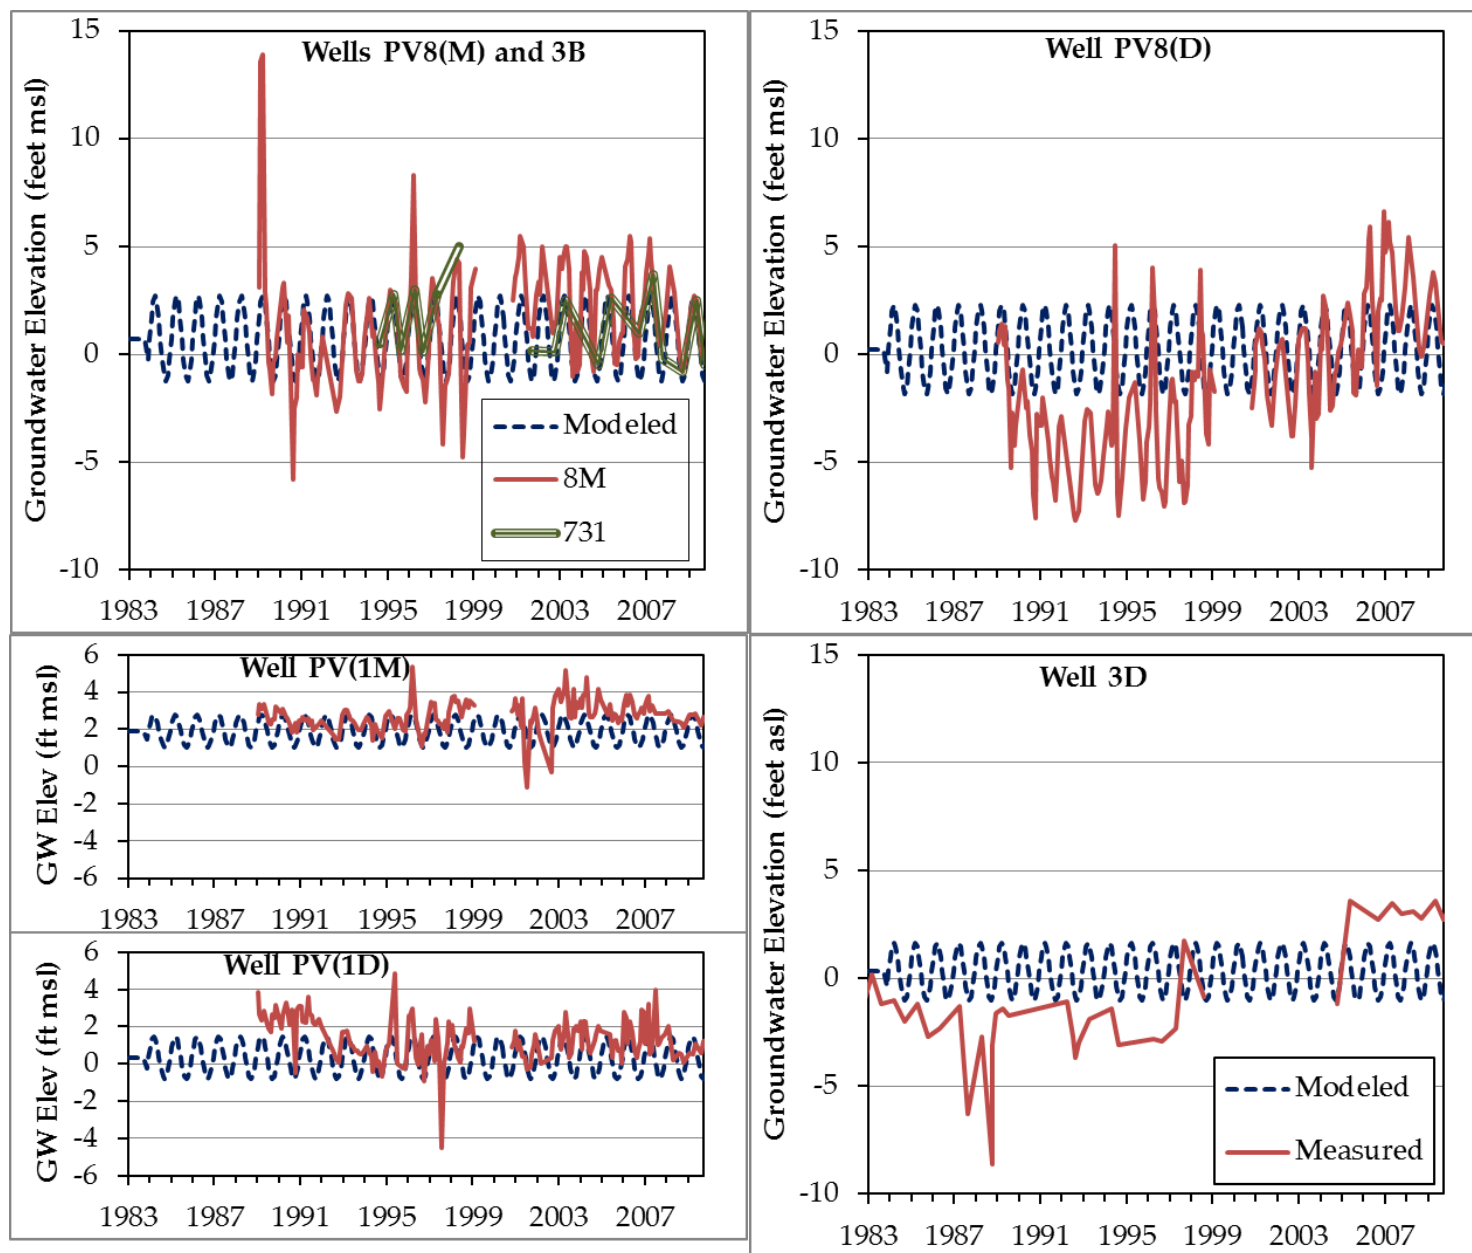 Wells PV8(M) and 3B
Groundwater Elevation (feet msl)
15
10
5
0
-5
-10
1983 1987 1991 1995 1999 2003 2007
Modeled
8M
731
Well PV8(D)
Groundwater Elevation (feet msl)
15
10
5
0
-5
-10
1983 1987 1991 1995 1999 2003 2007
Well PV(1M)
GW Elev (ft msl)
6
4
2
0
-2
-4
-6
1983 1987 1991 1995 1999 2003 2007
Well PV(1D)
GW Elev (ft msl)
6
4
2
0
-2
-4
-6
1983 1987 1991 1995 1999 2003 2007
Well 3D
Groundwater Elevation (feet asl)
15
10
5
0
-5
-10
1983 1987 1991 1995 1999 2003 2007
Modeled
Measured